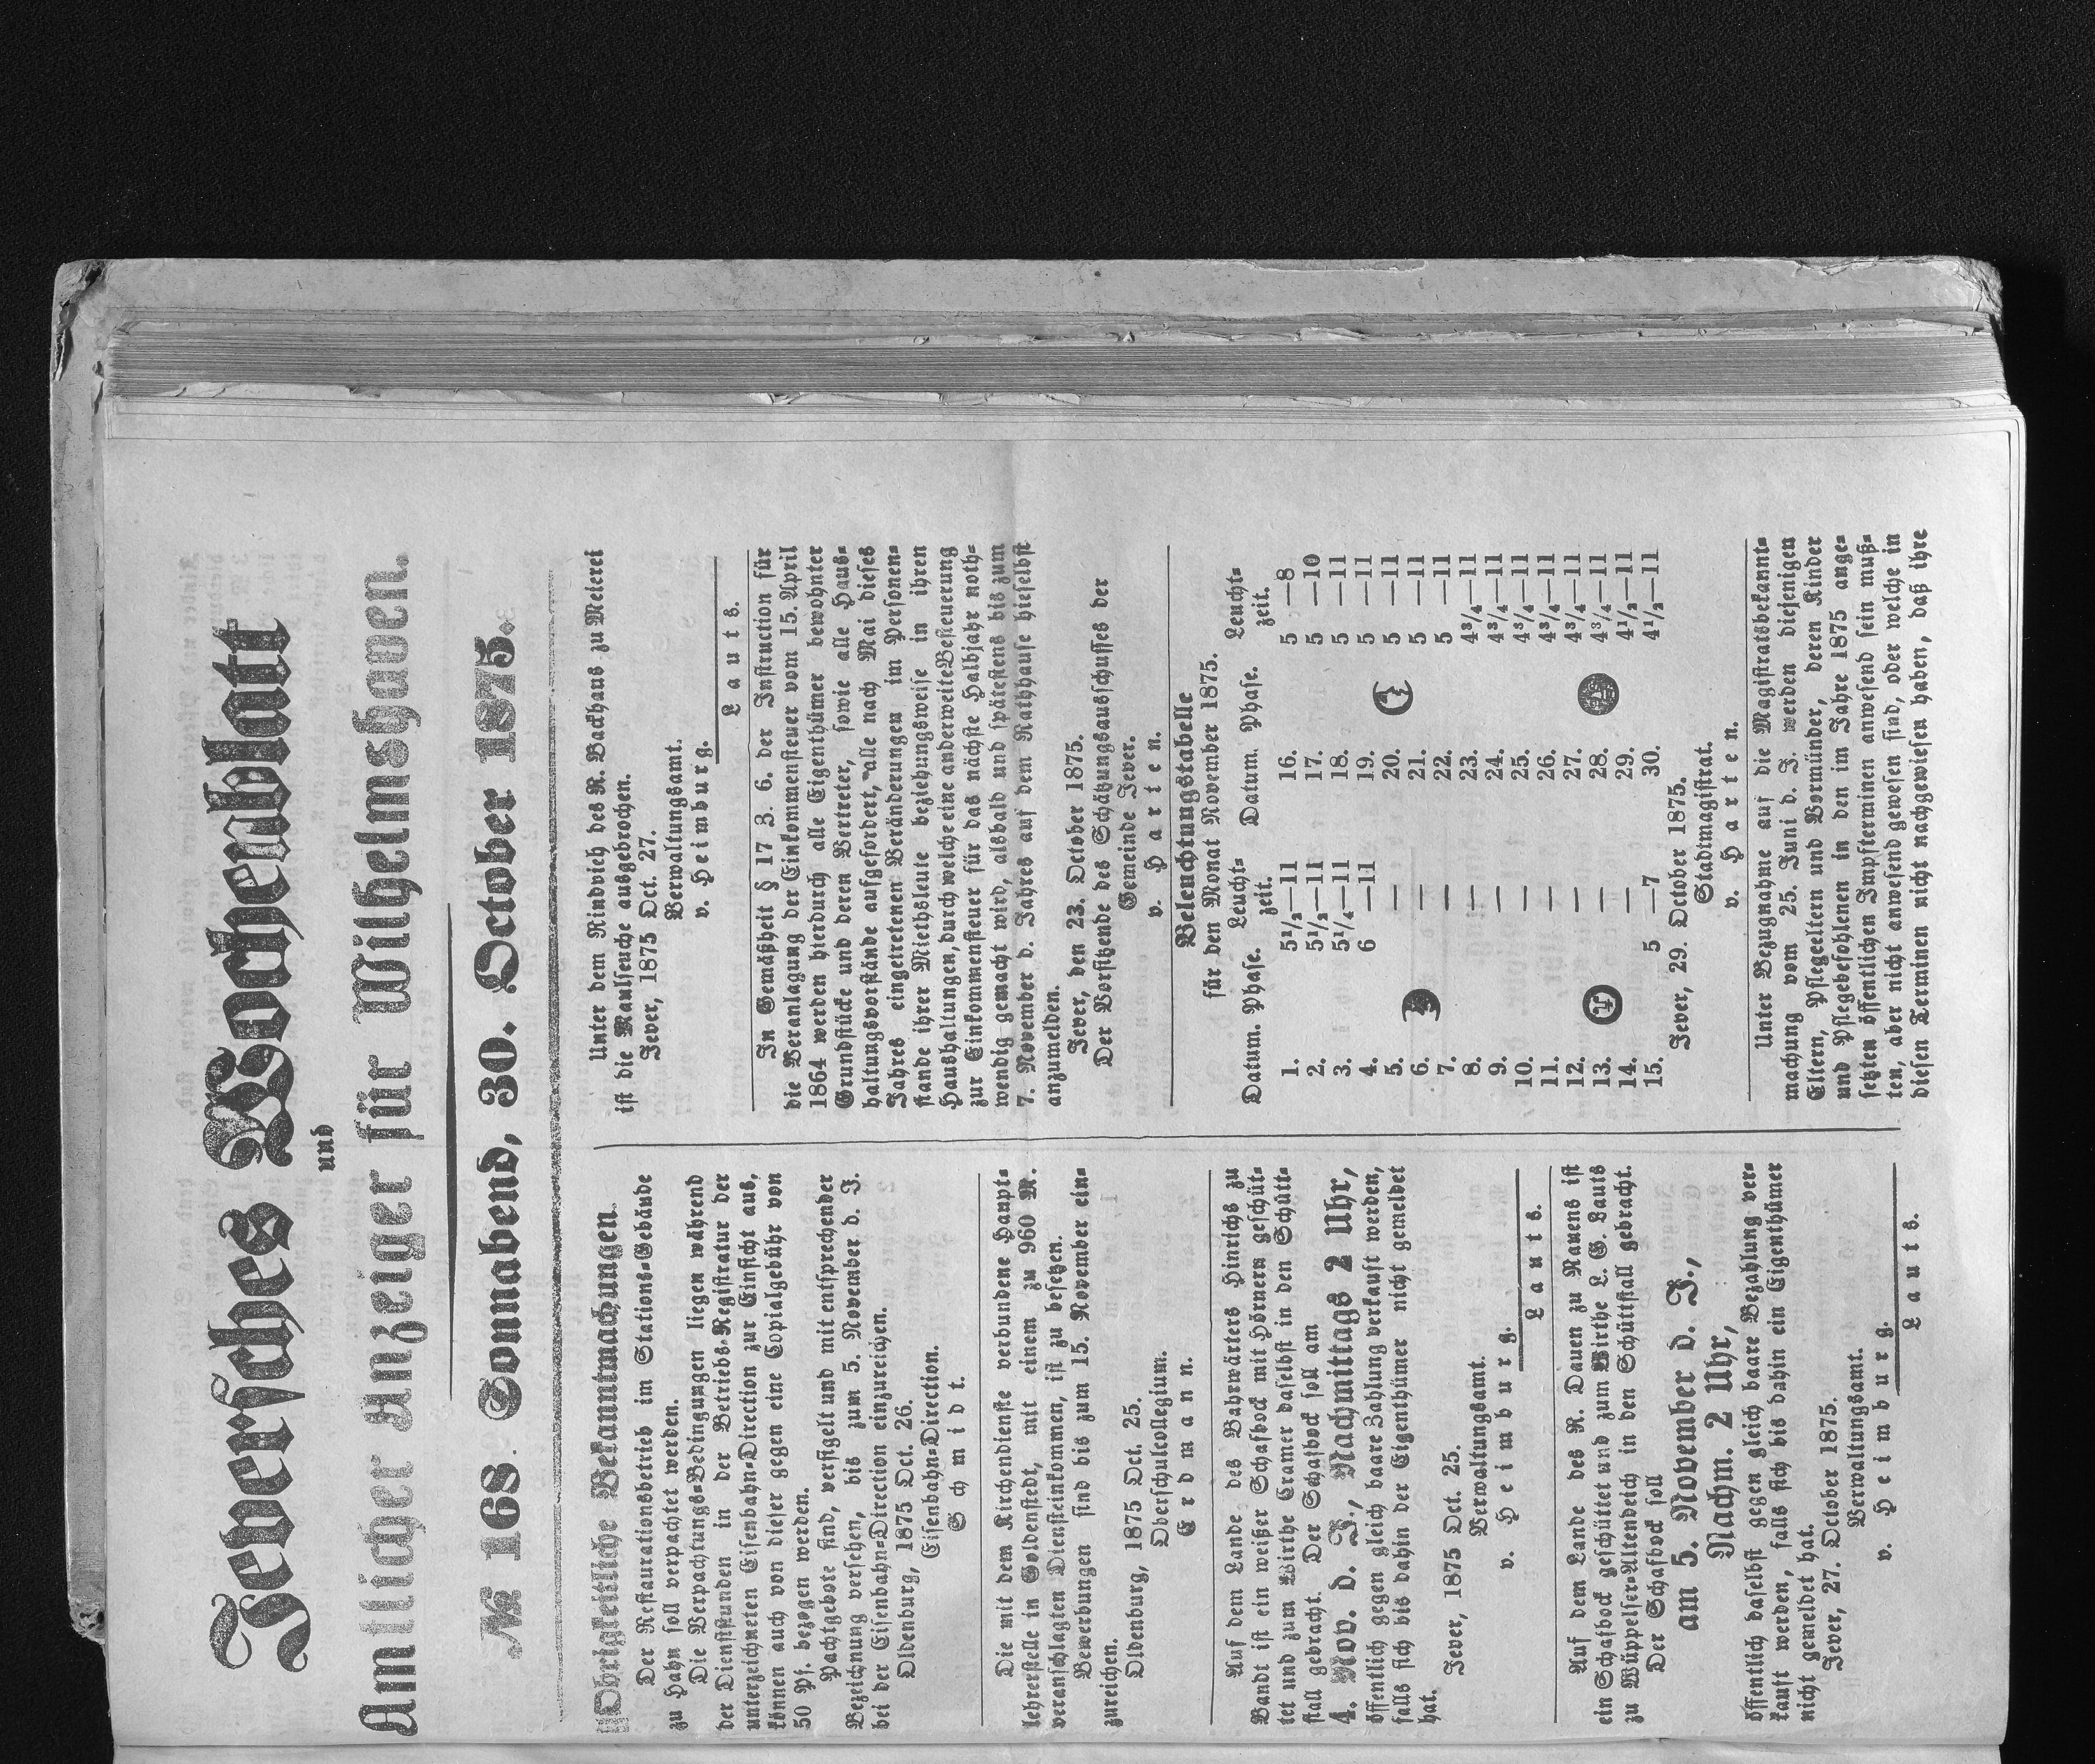 Jeversches Wochenblatt
und
Amtlicher Anzeiger für Wilhelmshaven.
№ 168. Sonnabend, 30. October 1875.
Obrigkeitliche Bekanntmachungen.
Der Restaurationsbetrieb im Stations-Gebäude
zu Hahn soll verpachtet werden.
Die Verpachtungs-Bedingungen liegen während
der Dienststunden in der Betriebs-Registratur der
unterzeichneten Eisenbahn-Direction zur Einsicht aus,
können auch von dieser gegen eine Copialgebühr von
50 Pf. bezogen werden.
Pachtgebote sind, versigelt und mit entsprechender
Bezeichnung versehen, bis zum 5. November d. J.
bei der Eisenbahn-Direction einzureichen.
Oldenburg, 1875 Oct. 26.
Eisenbahn-Direction.
Schmidt.
Die mit dem Kirchendienste verbundene Haupt-
lehrerstelle in Goldenstedt, mit einem zu 960 M.
veranschlagten Diensteinkommen, ist zu besetzen.
Bewerbungen sind bis zum 15. November ein-
zureichen.
Oldenburg, 1875 Oct. 25.
Oberschulcollegium.
Erdmann.
Auf dem Lande des Bahrwärters Hinrichs zu
Bandt ist ein weißer Schafbock mit Hörnern geschüt-
tet und zum Wirthe Cramer daselbst in den Schütt-
stall gebracht. Der Schafbock soll am
4. Nov. d. J., Nachmittags 2 Uhr,
öffentlich gegen gleich baare Zahlung verkauft werden,
falls sich bis dahin der Eigenthümer nicht gemeldet
hat.
Jever, 1875 Oct. 25.
Verwaltungsamt.
v. Heimburg.
Lauts.
Auf dem Lande des R. Dauen zu Nauens ist
ein Schafbock geschüttet und zum Wirthe L. G. Lauts
zu Wüppelser-Altendeich in den Schüttstall gebracht.
Der Schafbock soll
am 5. November d. J.,
Nachm. 2 Uhr,
öffentlich daselbst gegen gleich baare Bezahlung ver-
kauft werden, falls sich bis dahin ein Eigenthümer
nicht gemeldet hat.
Jever, 27. October 1875.
Verwaltungsamt.
v. Heimburg.
Lauts.
Unter dem Rindvieh des R. Backhaus zu Meierei
ist die Maulseuche ausgebrochen.
Jever, 1875 Oct. 27.
Verwaltungsamt.
v. Heimburg.
Lauts.
In Gemäßheit § 17 Z. 6. der Instruction für
die Veranlagung der Einkommensteuer vom 15. April
1864 werden hierdurch alle Eigenthümer bewohnter
Grundstücke und deren Vertreter, sowie alle Haus-
haltungsvorstände aufgefordert, alle nach Mai dieses
Jahres eingetretenen Veränderungen im Personen-
stande ihrer Miethsleute beziehungsweise in ihren
Haushaltungen, durch welche eine anderweite Besteuerung
zur Einkommensteuer für das nächste Halbjahr noth-
wendig gemacht wird, alsbald und spätestens bis zum
7. November d. Jahres auf dem Rathhause hieselbst
anzumelden.
Jever, den 23. October 1875.
Der Vorsitzende des Schätzungsausschusses der
Gemeinde Jever.
v. Harten.
Beleuchtungstabelle
für den Monat November 1875.
Datum. Phase. Leucht- Datum. Phase. Leucht-
zeit. zeit.
1. 5½—11 16. 5 —8
2. 5½—11 17. 5 —10
3. 5¼—11 18. 5 —11
4. 6 —11 19. 5 —11
5. — 20. 5 —11
6. — 21. 5 —11
7. — 22. 5 —11
8. — 23. 4¾—11
9. — 24. 4¾—11
10. — 25. 4¾—11
11. — 26. 4¾—11
12. — 27. 4¾—11
13. — 28. 4¾—11
14. — 29. 4½—11
15. 5 —7 30. 4½—11
Jever, 29. October 1875.
Stadtmagistrat.
v. Harten.
Unter Bezugnahme auf die Magistratsbekannt-
machung vom 25. Juni d. J. werden diejenigen
Eltern, Pflegeeltern und Vormünder, deren Kinder
und Pflegebefohlenen in den im Jahre 1875 ange-
setzten öffentlichen Impfterminen anwesend sein muß-
ten, aber nicht anwesend gewesen sind, oder welche in
diesen Terminen nicht nachgewiesen haben, daß ihre